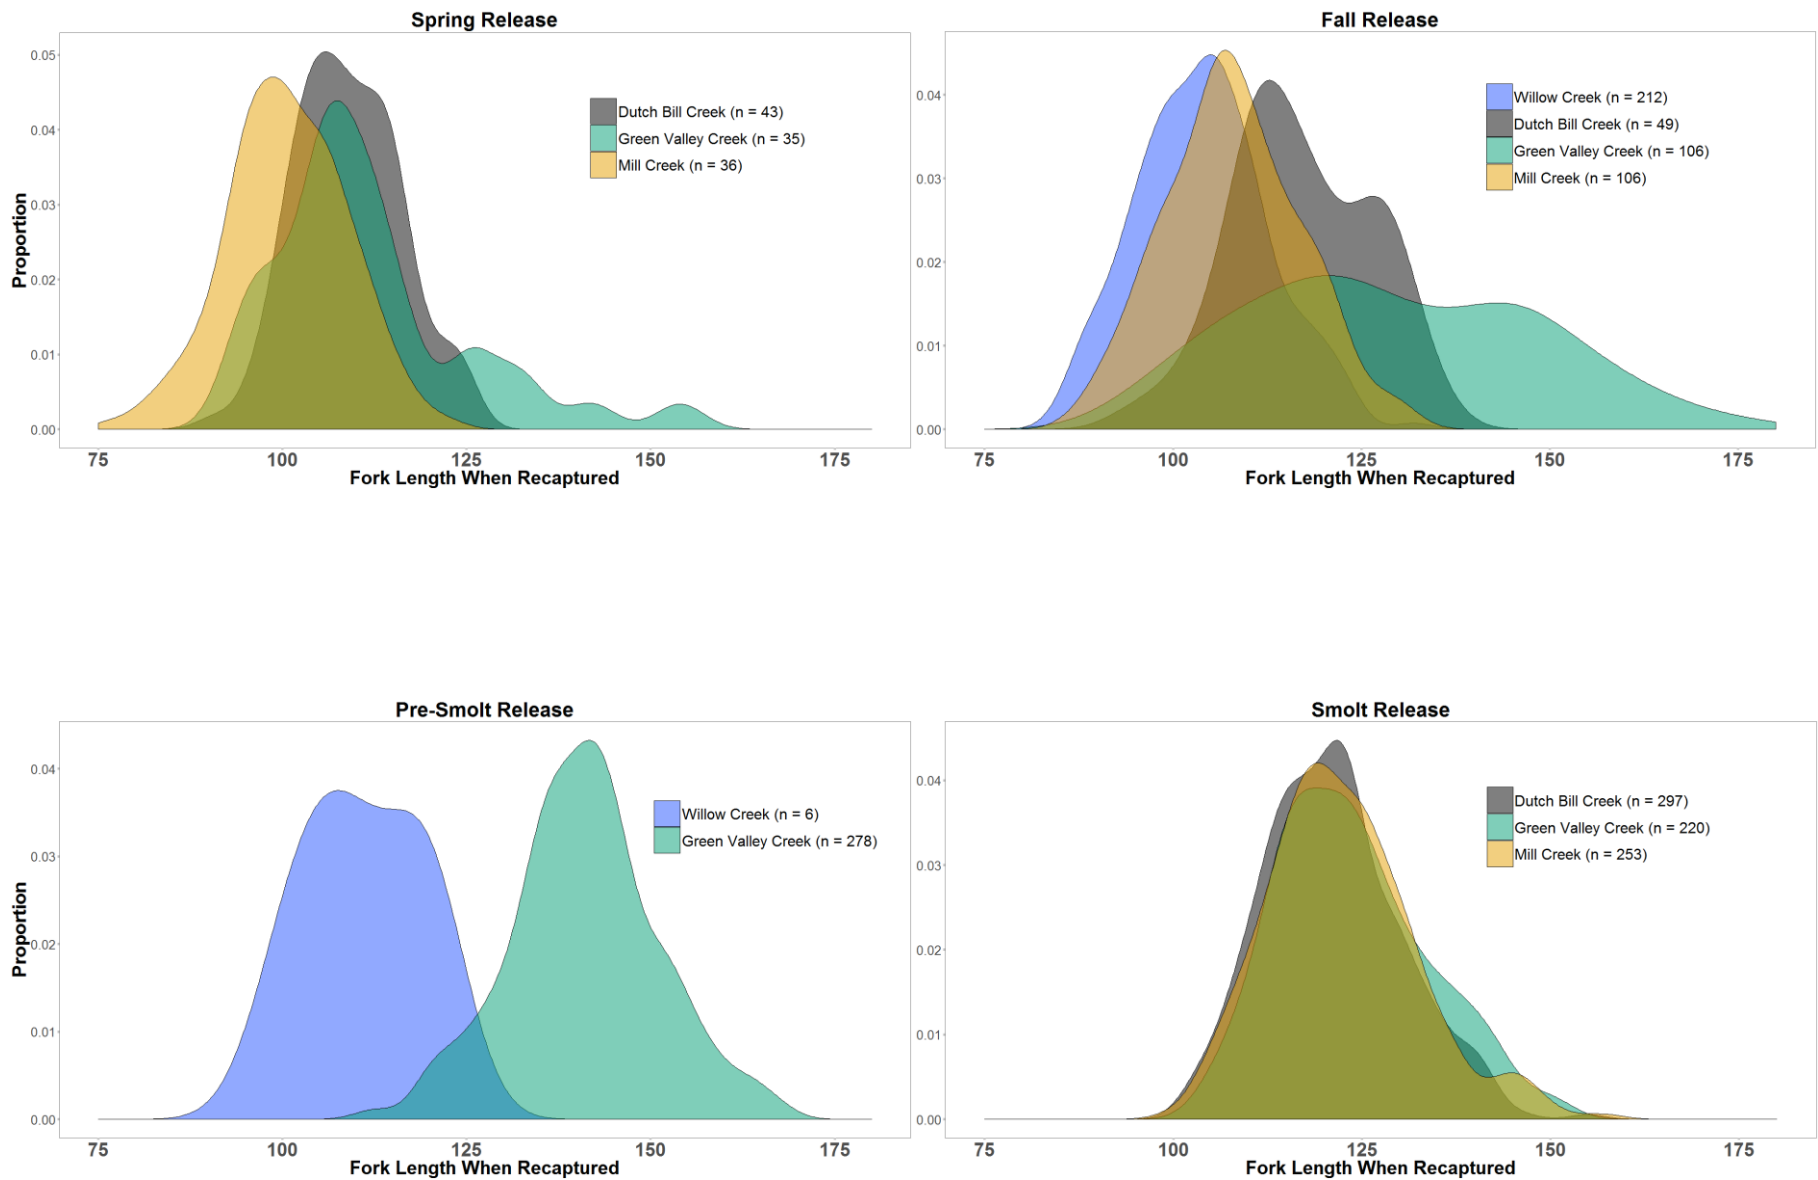 Spring Release
0.05
0.04
0.03
0.02
0.01
0.00
Proportion
Dutch Bill Creek (n = 43)
Green Valley Creek (n = 35)
Mill Creek (n = 36)
75 100 125 150 175
Fork Length When Recaptured
Fall Release
0.04
0.03
0.02
0.01
0.00
Willow Creek (n = 212)
Dutch Bill Creek (n = 49)
Green Valley Creek (n = 106)
Mill Creek (n = 106)
75 100 125 150 175
Fork Length When Recaptured
Pre-Smolt Release
0.04
0.03
0.02
0.01
0.00
Proportion
Willow Creek (n = 6)
Green Valley Creek (n = 278)
75 100 125 150 175
Fork Length When Recaptured
Smolt Release
0.04
0.03
0.02
0.01
0.00
Dutch Bill Creek (n = 297)
Green Valley Creek (n = 220)
Mill Creek (n = 253)
75 100 125 150 175
Fork Length When Recaptured